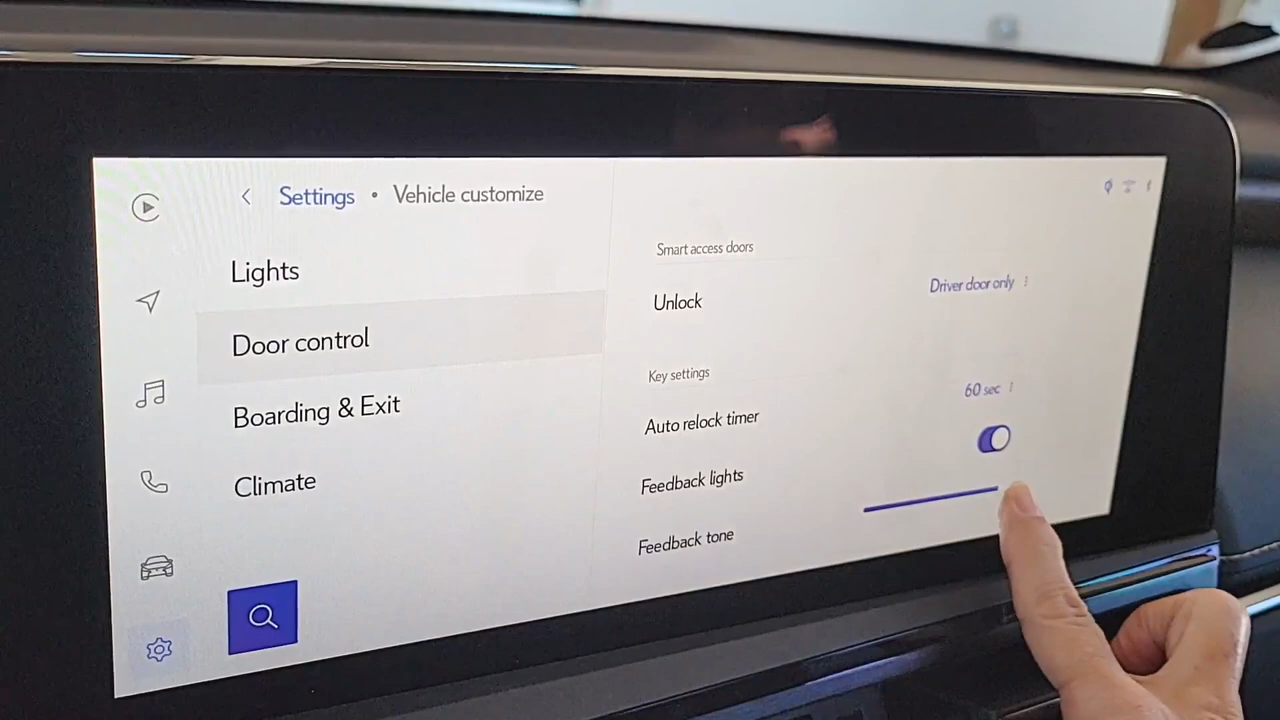 Settings • Vehicle customize
Lights
Door control
Boarding & Exit
Climate
Smart access doors
Unlock
Driver door only
Key settings
Auto relock timer
60 sec
Feedback lights
Feedback tone